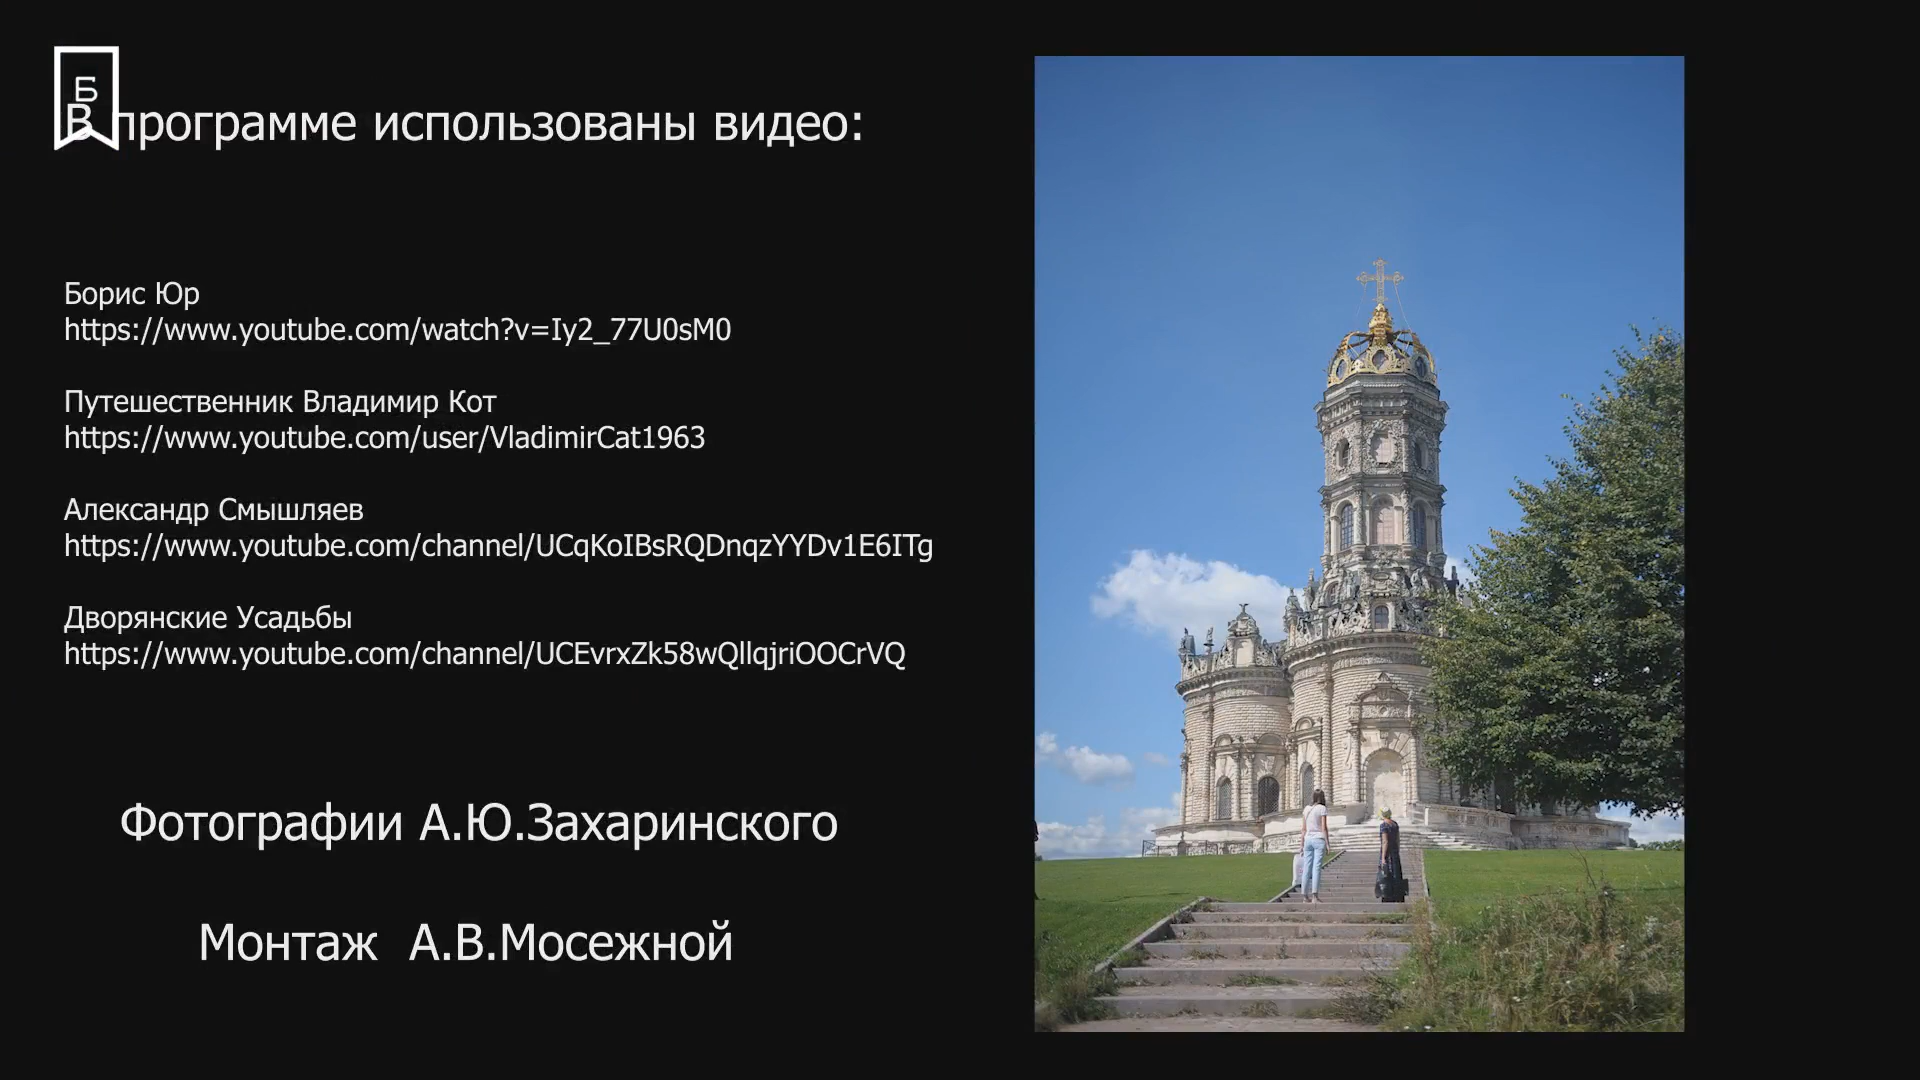 Б
В программе использованы видео:
Борис Юр
https://www.youtube.com/watch?v=Iy2_77U0sM0
Путешественник Владимир Кот
https://www.youtube.com/user/VladimirCat1963
Александр Смышляев
https://www.youtube.com/channel/UCqKoIBsRQDnqzYYDv1E6ITg
Дворянские Усадьбы
https://www.youtube.com/channel/UCEvrxZk58wQllqjriOOCrVQ
Фотографии А.Ю.Захаринского
Монтаж А.В.Мосежной